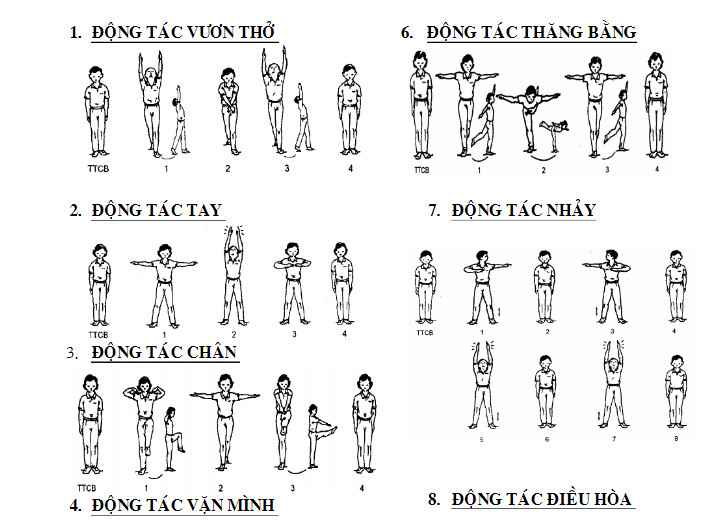 1. ĐỘNG TÁC VƯƠN THỞ
TTCB 1 2 3 4
2. ĐỘNG TÁC TAY
TTCB 1 2 3 4
3. ĐỘNG TÁC CHÂN
TTCB 1 2 3 4
4. ĐỘNG TÁC VẶN MÌNH
6. ĐỘNG TÁC THĂNG BẰNG
TTCB 1 2 3 4
7. ĐỘNG TÁC NHẢY
TTCB 1 2 3 4
5 6 7 8
8. ĐỘNG TÁC ĐIỀU HÒA